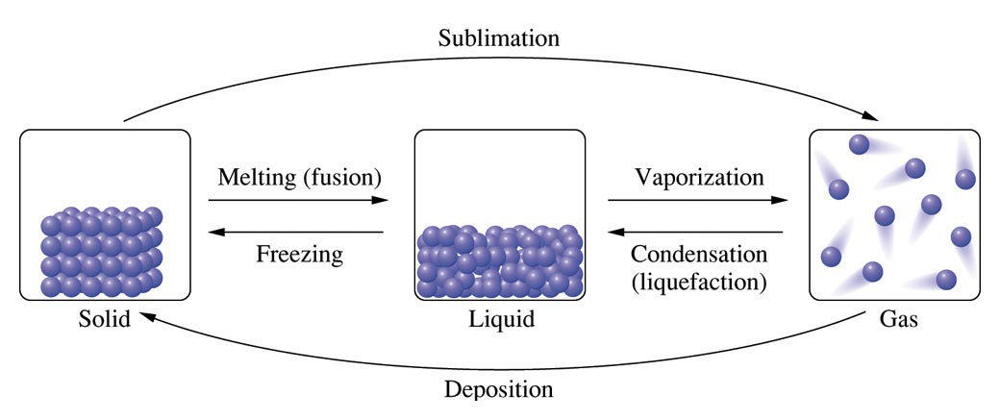 Sublimation
Melting (fusion)
Vaporization
Freezing
Condensation
(liquefaction)
Solid
Liquid
Gas
Deposition